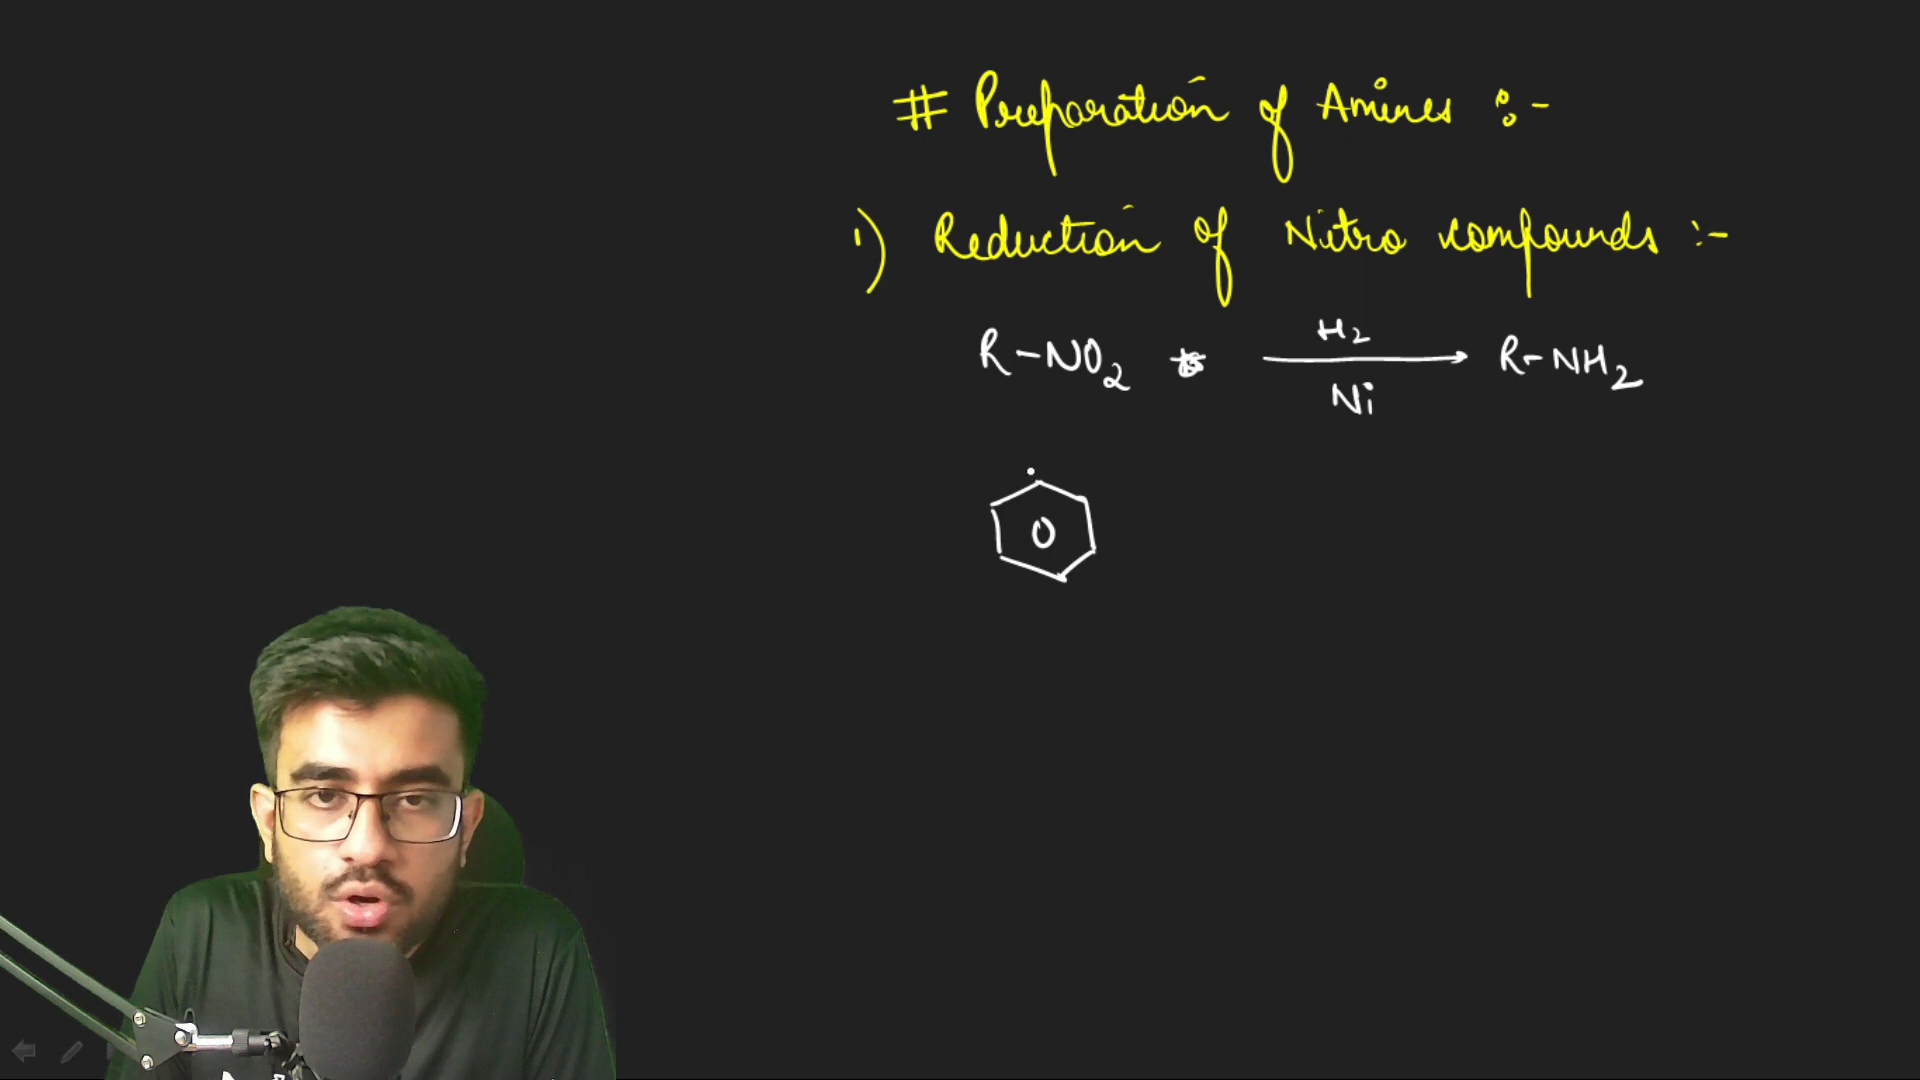 # Preparation of Amines :-
1) Reduction of Nitro compounds :-
R-NO2 H2 Ni R-NH2